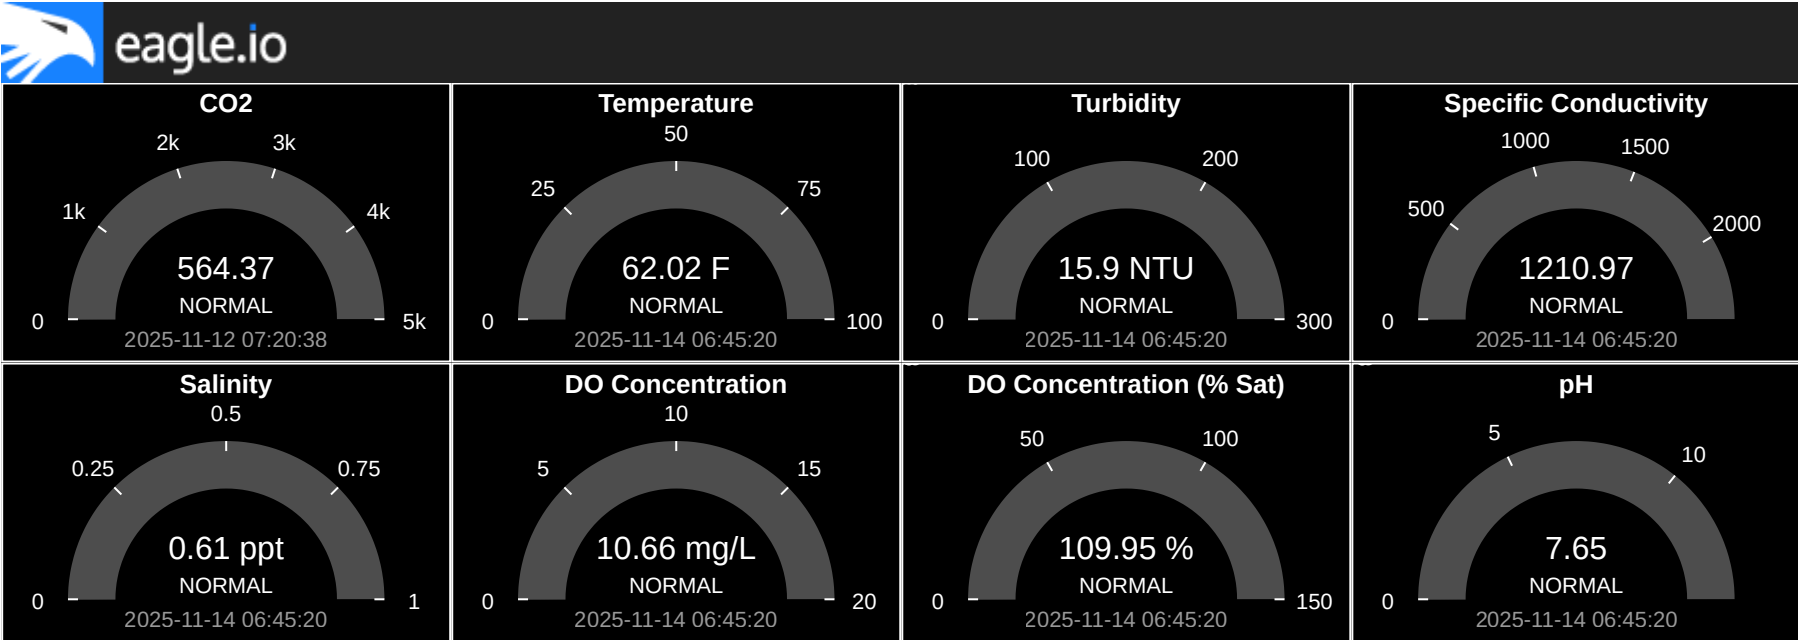 eagle.io
CO2
2k
3k
1k
4k
564.37
NORMAL
0
5k
2025-11-12 07:20:38
Temperature
50
25
75
62.02 F
NORMAL
0
100
2025-11-14 06:45:20
Turbidity
100
200
15.9 NTU
NORMAL
0
300
2025-11-14 06:45:20
Specific Conductivity
1000
1500
500
2000
1210.97
NORMAL
0
2025-11-14 06:45:20
Salinity
0.5
0.25
0.75
0.61 ppt
NORMAL
0
1
2025-11-14 06:45:20
DO Concentration
10
5
15
10.66 mg/L
NORMAL
0
20
2025-11-14 06:45:20
DO Concentration (% Sat)
50
100
109.95 %
NORMAL
0
150
2025-11-14 06:45:20
pH
5
10
7.65
NORMAL
0
2025-11-14 06:45:20